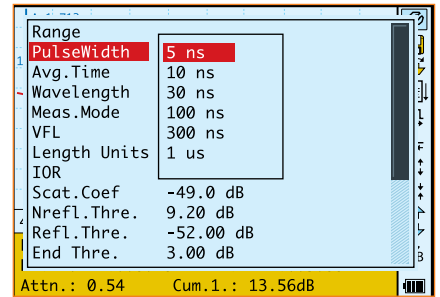 Range
PulseWidth 5 ns
Avg.Time 10 ns
Wavelength 30 ns
Meas.Mode 100 ns
VFL 300 ns
Length Units 1 us
IOR
Scat.Coef -49.0 dB
Nrefl.Thre. 9.20 dB
Refl.Thre. -52.00 dB
End Thre. 3.00 dB
Attn.: 0.54 Cum.1.: 13.56dB